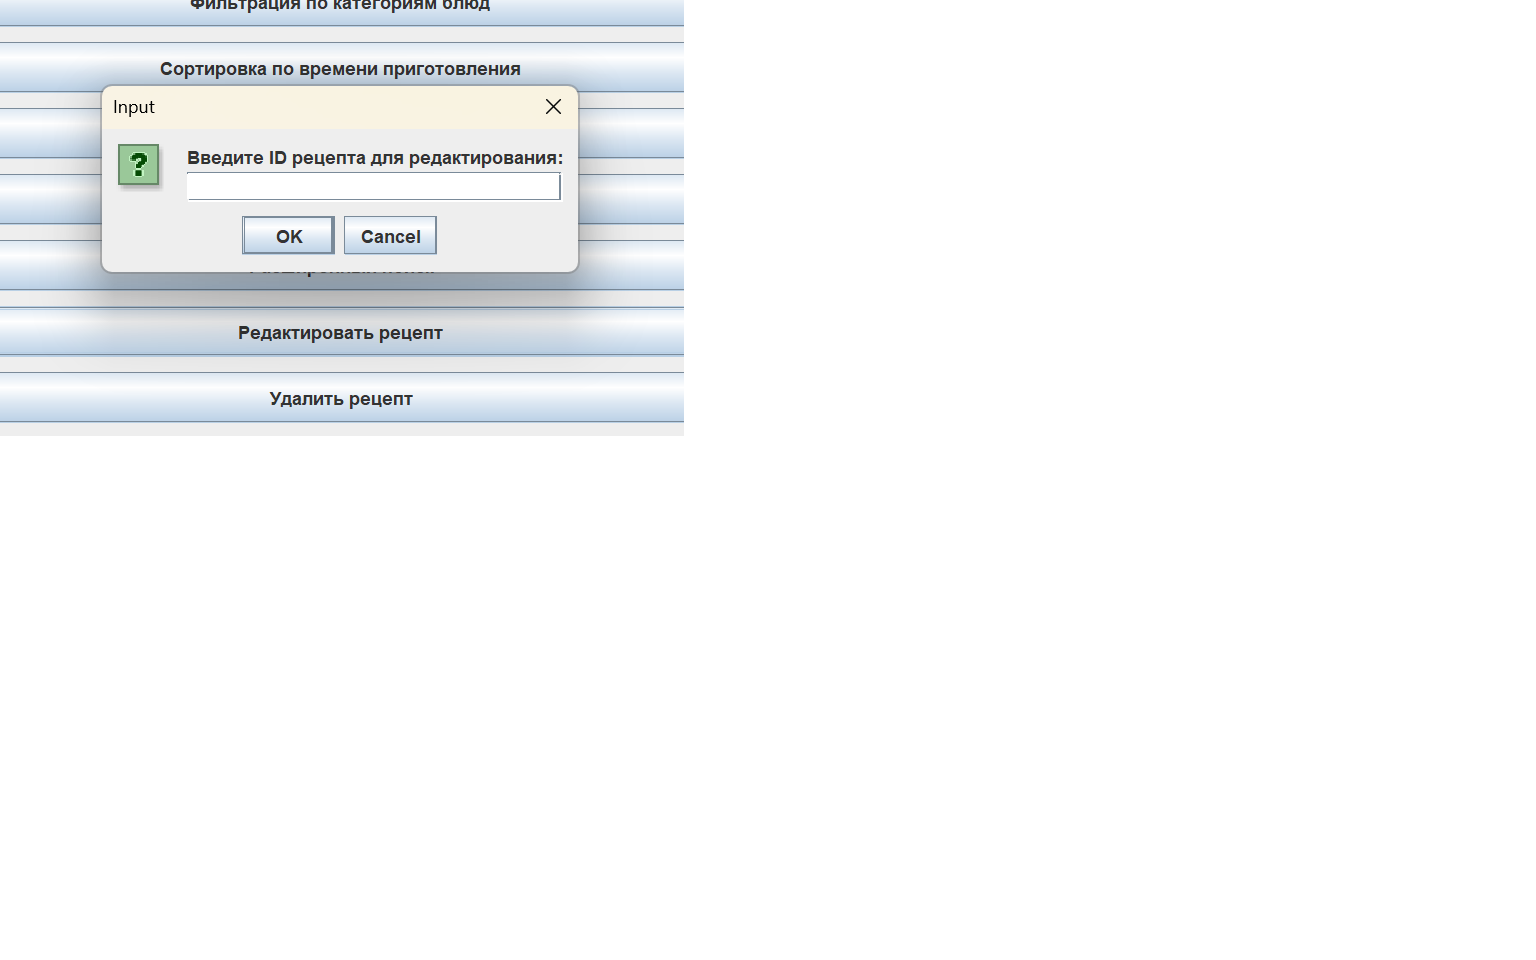 Фильтрация по категориям блюд
Сортировка по времени приготовления
Input
?
Введите ID рецепта для редактирования:
OK Cancel
Редактировать рецепт
Удалить рецепт